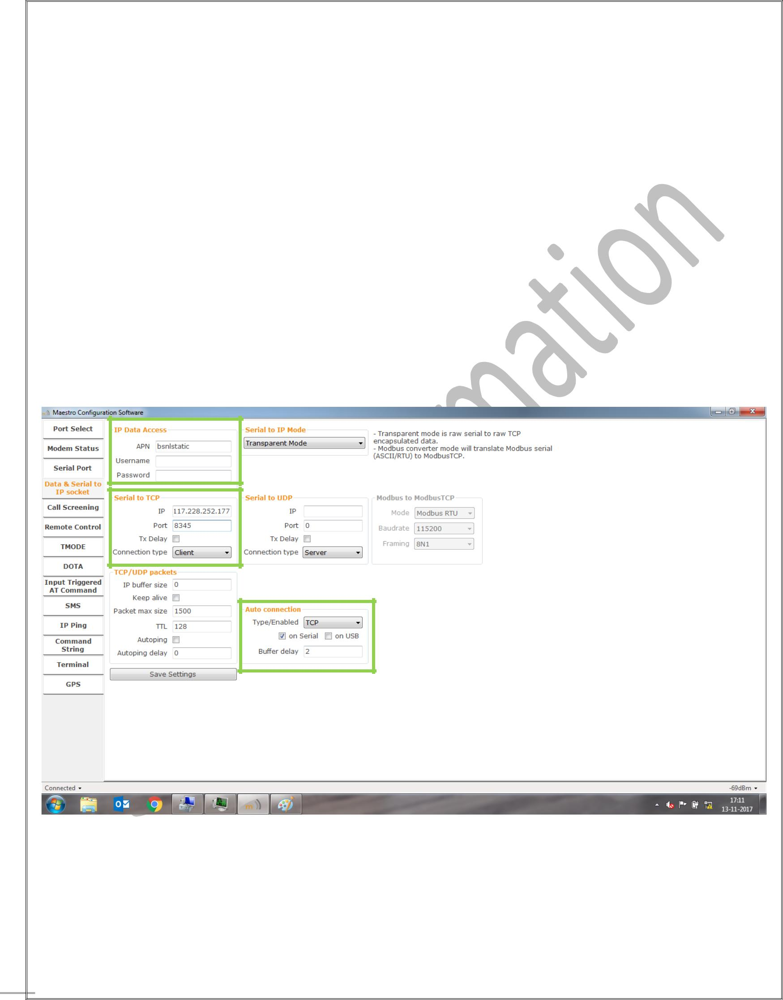 mation
Maestro Configuration Software
Port Select
Modem Status
Serial Port
Data & Serial to
IP socket
Call Screening
Remote Control
TMODE
DOTA
Input Triggered
AT Command
SMS
IP Ping
Command
String
Terminal
GPS
IP Data Access
APN bsnlstatic
Username
Password
Serial to IP Mode
Transparent Mode
- Transparent mode is raw serial to raw TCP
encapsulated data.
- Modbus converter mode will translate Modbus serial
(ASCII/RTU) to ModbusTCP.
Serial to TCP
IP 117.228.252.177
Port 8345
Tx Delay
Connection type Client
Serial to UDP
IP
Port 0
Tx Delay
Connection type Server
Modbus to ModbusTCP
Mode Modbus RTU
Baudrate 115200
Framing 8N1
TCP/UDP packets
IP buffer size 0
Keep alive
Packet max size 1500
TTL 128
Autoping
Autoping delay 0
Auto connection
Type/Enabled TCP
on Serial on USB
Buffer delay 2
Save Settings
Connected
-69dBm
17:11
13-11-2017